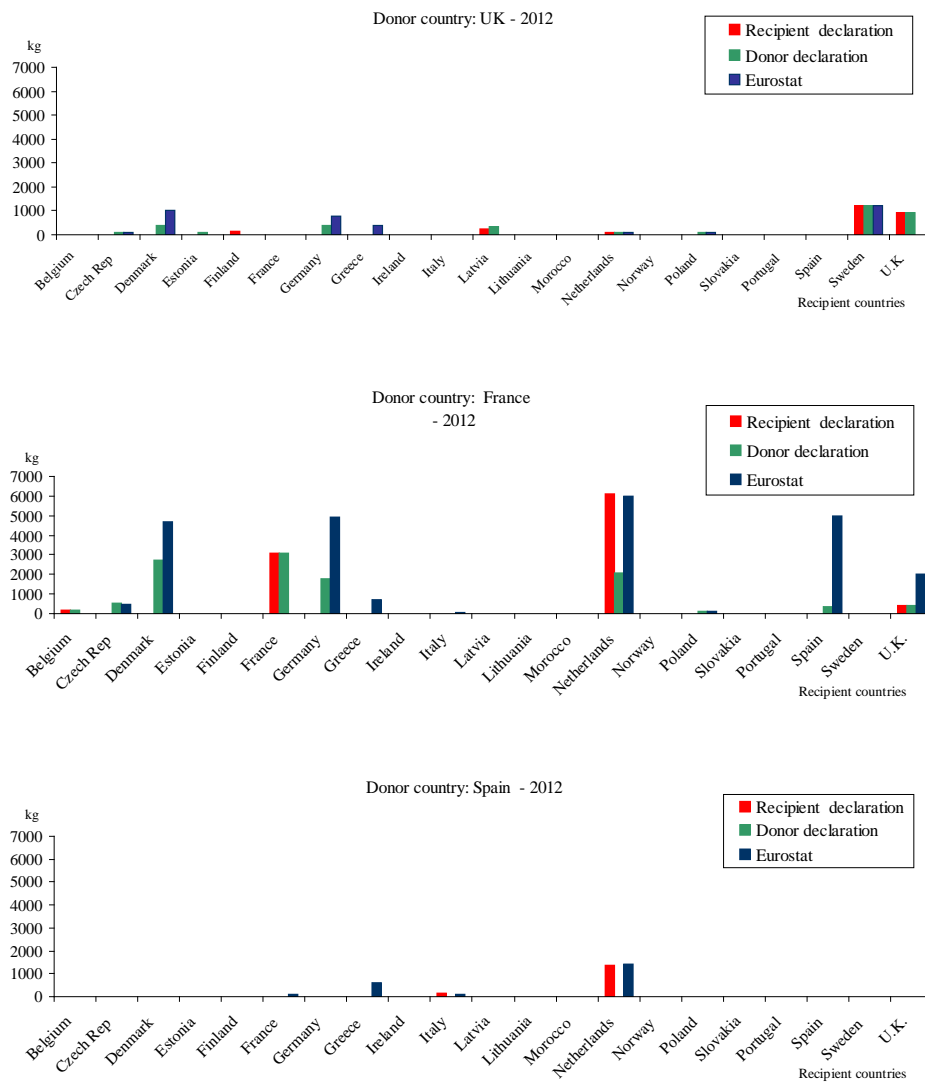 Donor country: UK - 2012
Recipient declaration
Donor declaration
Eurostat
kg
7000
6000
5000
4000
3000
2000
1000
0
Belgium
Czech Rep
Denmark
Estonia
Finland
France
Germany
Greece
Ireland
Italy
Latvia
Lithuania
Morocco
Netherlands
Norway
Poland
Slovakia
Portugal
Spain
Sweden
U.K.
Recipient countries
Donor country: France
- 2012
Recipient declaration
Donor declaration
Eurostat
kg
7000
6000
5000
4000
3000
2000
1000
0
Belgium
Czech Rep
Denmark
Estonia
Finland
France
Germany
Greece
Ireland
Italy
Latvia
Lithuania
Morocco
Netherlands
Norway
Poland
Slovakia
Portugal
Spain
Sweden
U.K.
Recipient countries
Donor country: Spain - 2012
Recipient declaration
Donor declaration
Eurostat
kg
7000
6000
5000
4000
3000
2000
1000
0
Belgium
Czech Rep
Denmark
Estonia
Finland
France
Germany
Greece
Ireland
Italy
Latvia
Lithuania
Morocco
Netherlands
Norway
Poland
Slovakia
Portugal
Spain
Sweden
U.K.
Recipient countries